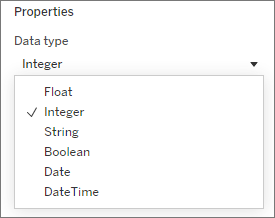 Properties
Data type
Integer
Float
Integer
String
Boolean
Date
DateTime